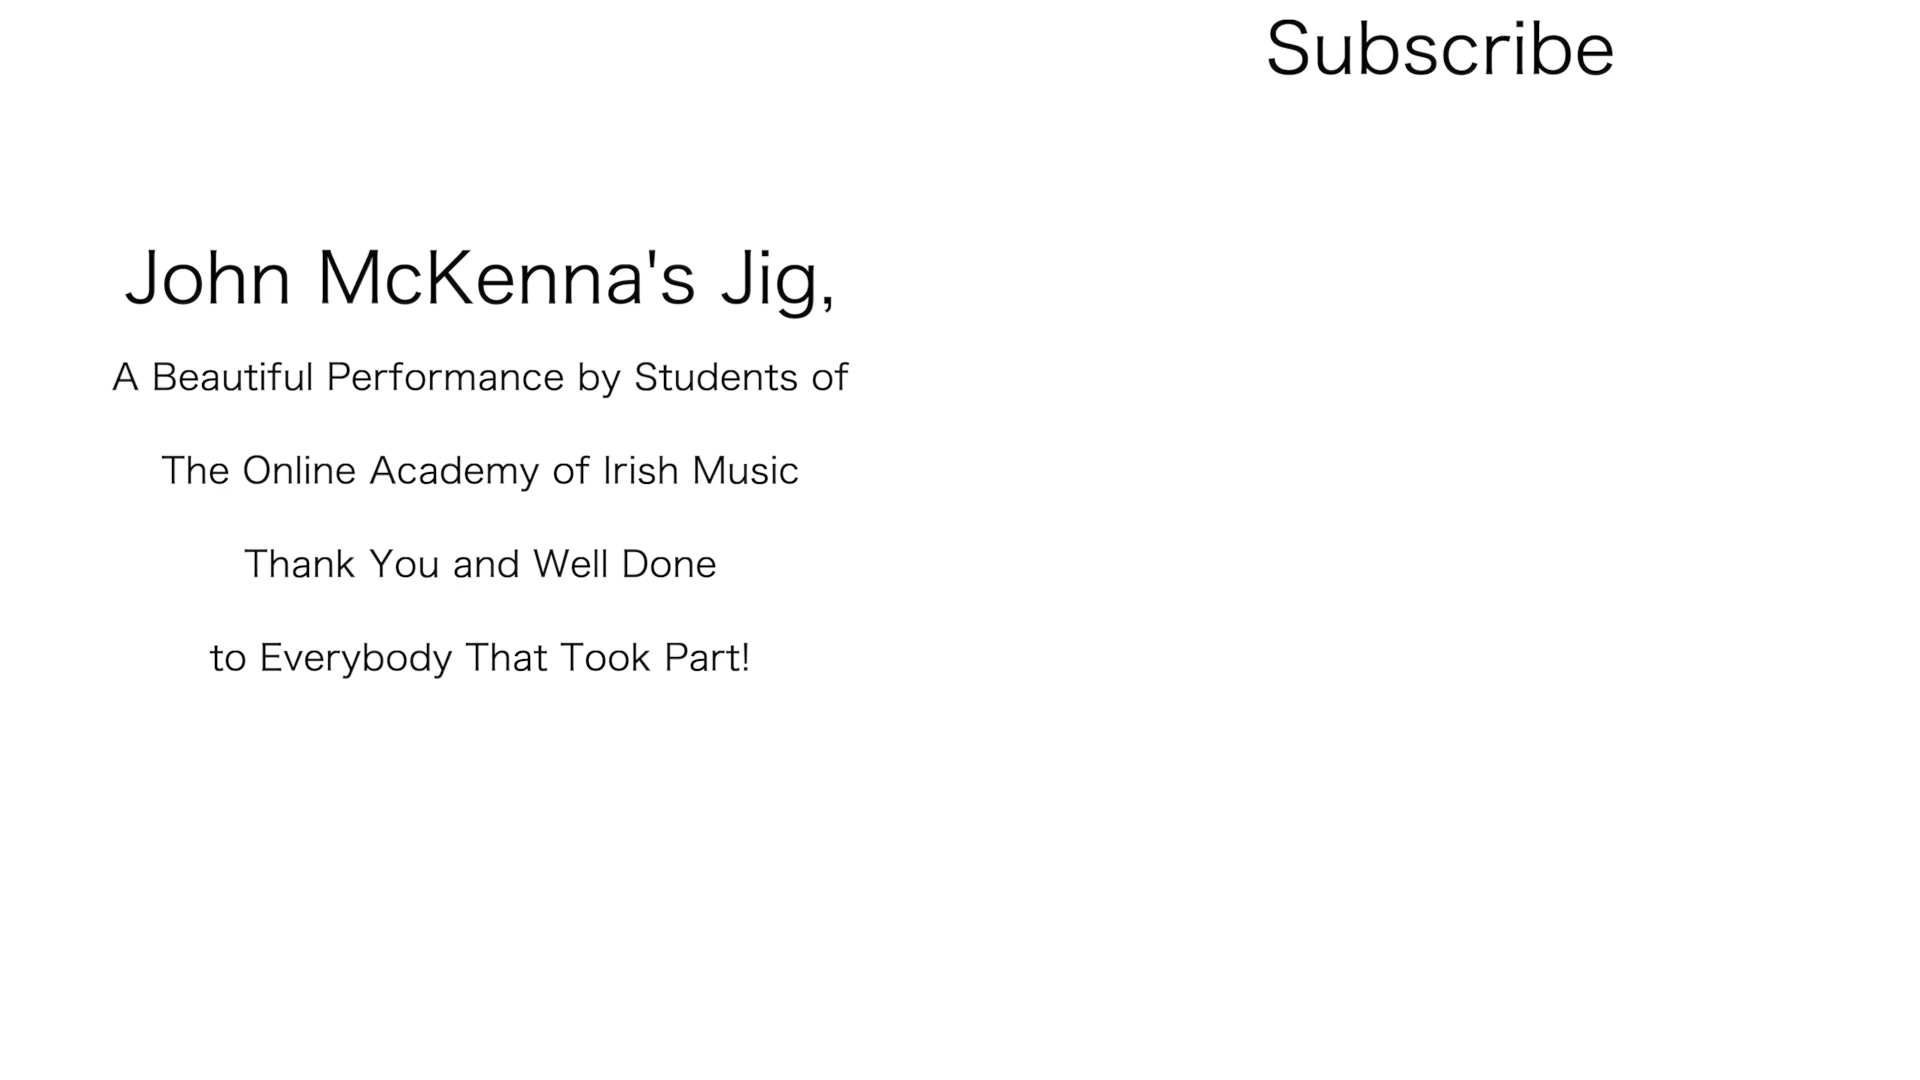 Subscribe
John McKenna's Jig,
A Beautiful Performance by Students of
The Online Academy of Irish Music
Thank You and Well Done
to Everybody That Took Part!